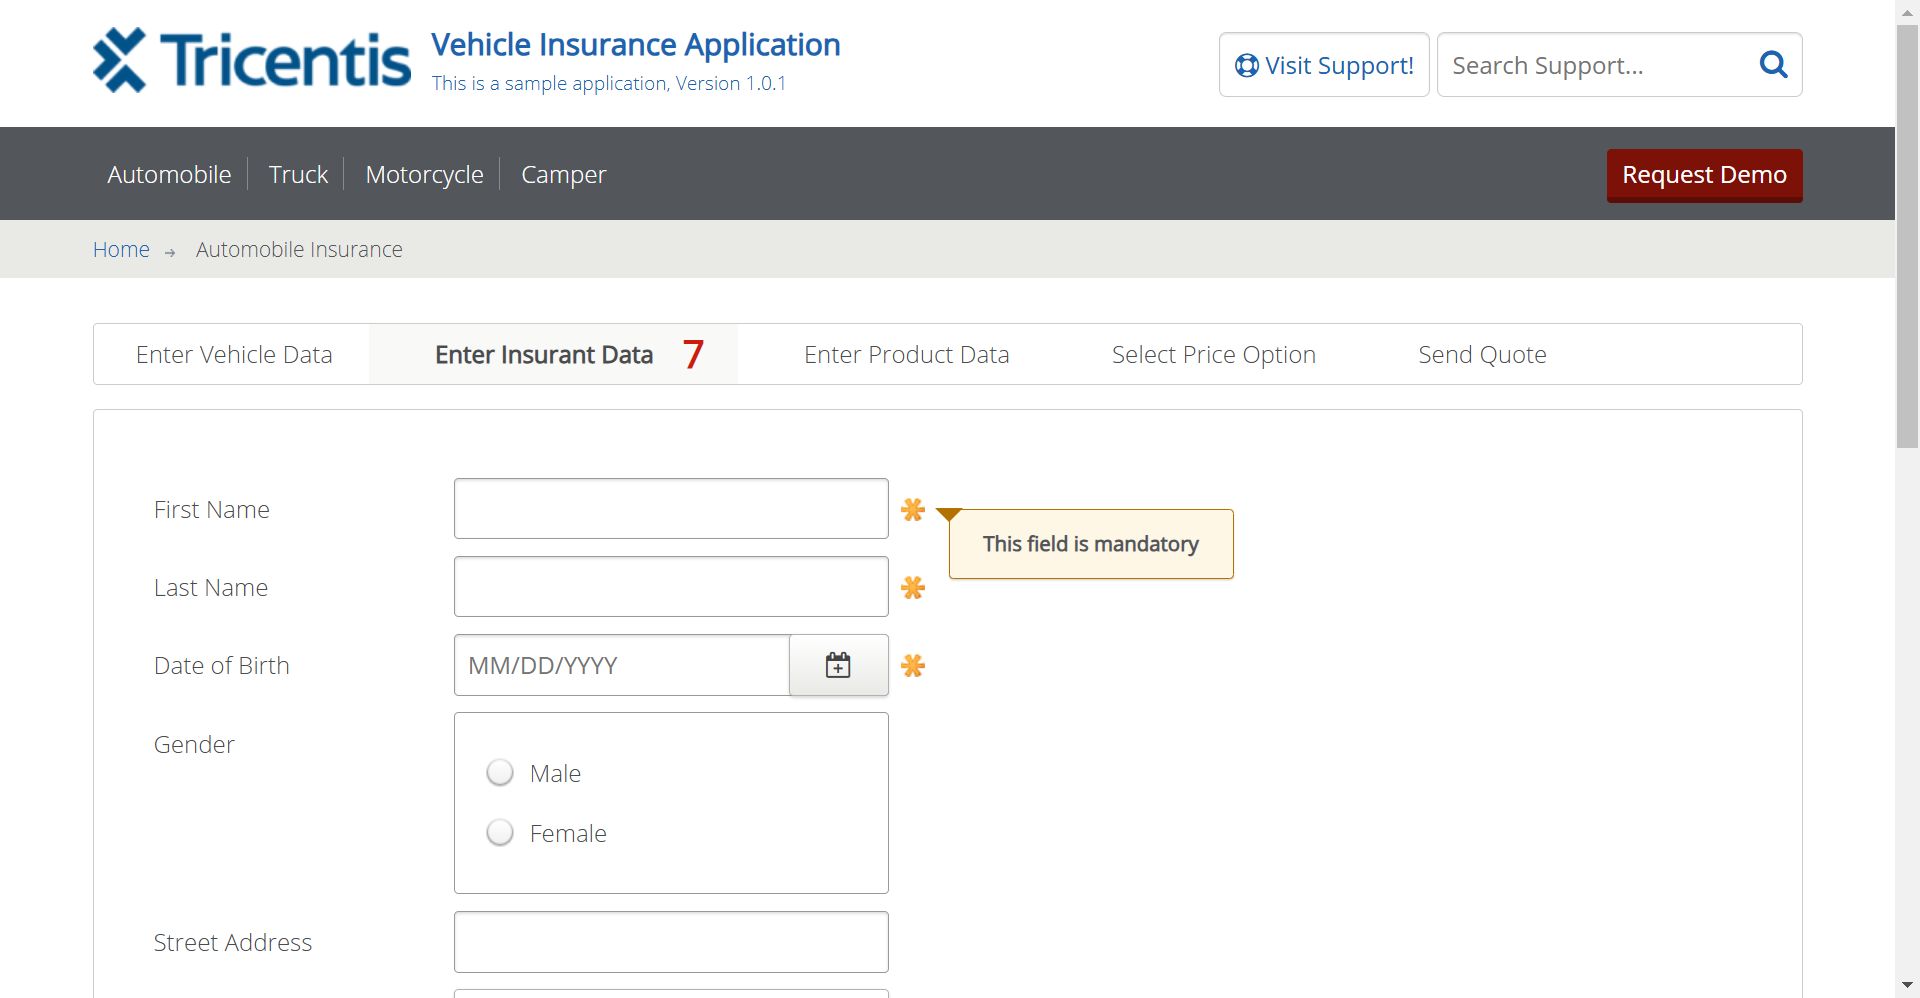 Tricentis
Vehicle Insurance Application
This is a sample application, Version 1.0.1
Visit Support!
Search Support...
Automobile
Truck
Motorcycle
Camper
Request Demo
Home
Automobile Insurance
Enter Vehicle Data
Enter Insurant Data 7
Enter Product Data
Select Price Option
Send Quote
First Name
This field is mandatory
Last Name
Date of Birth
MM/DD/YYYY
Gender
Male
Female
Street Address